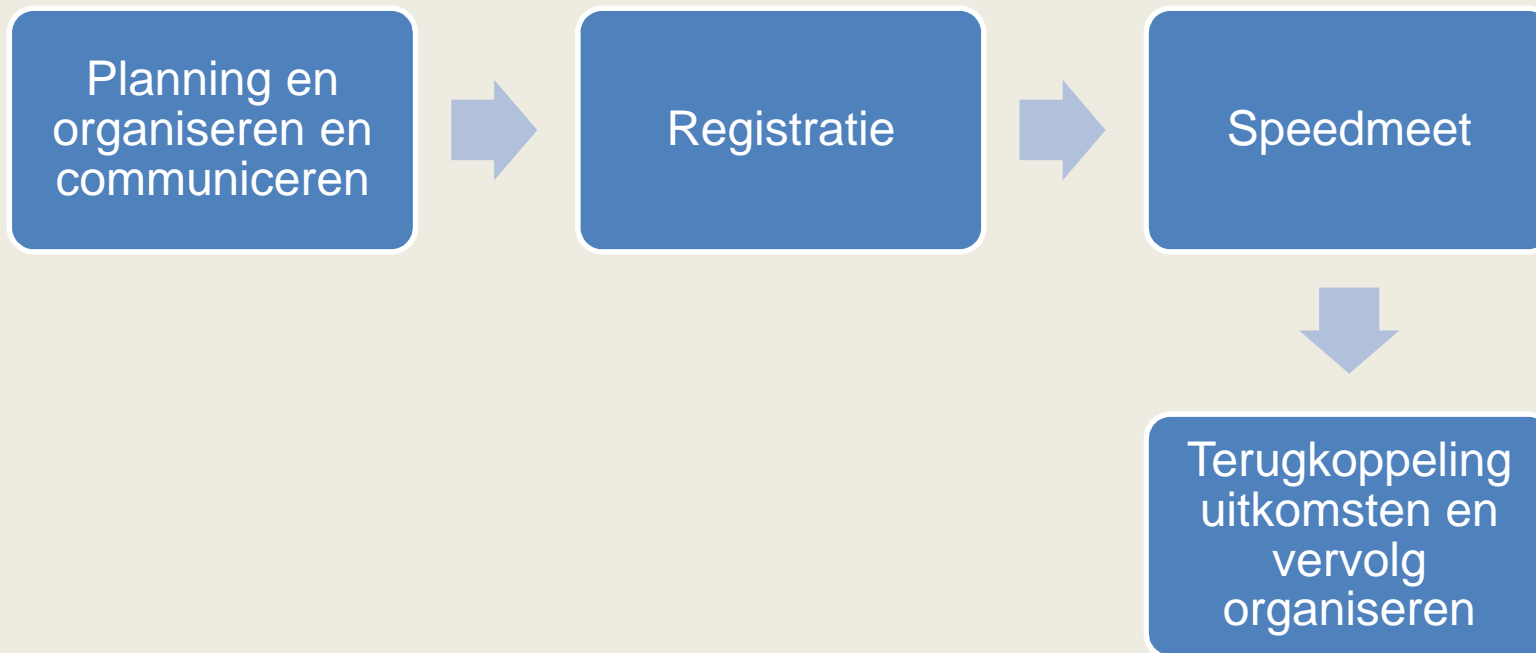 Planning en
organiseren en
communiceren
Registratie
Speedmeet
Terugkoppeling
uitkomsten en
vervolg
organiseren